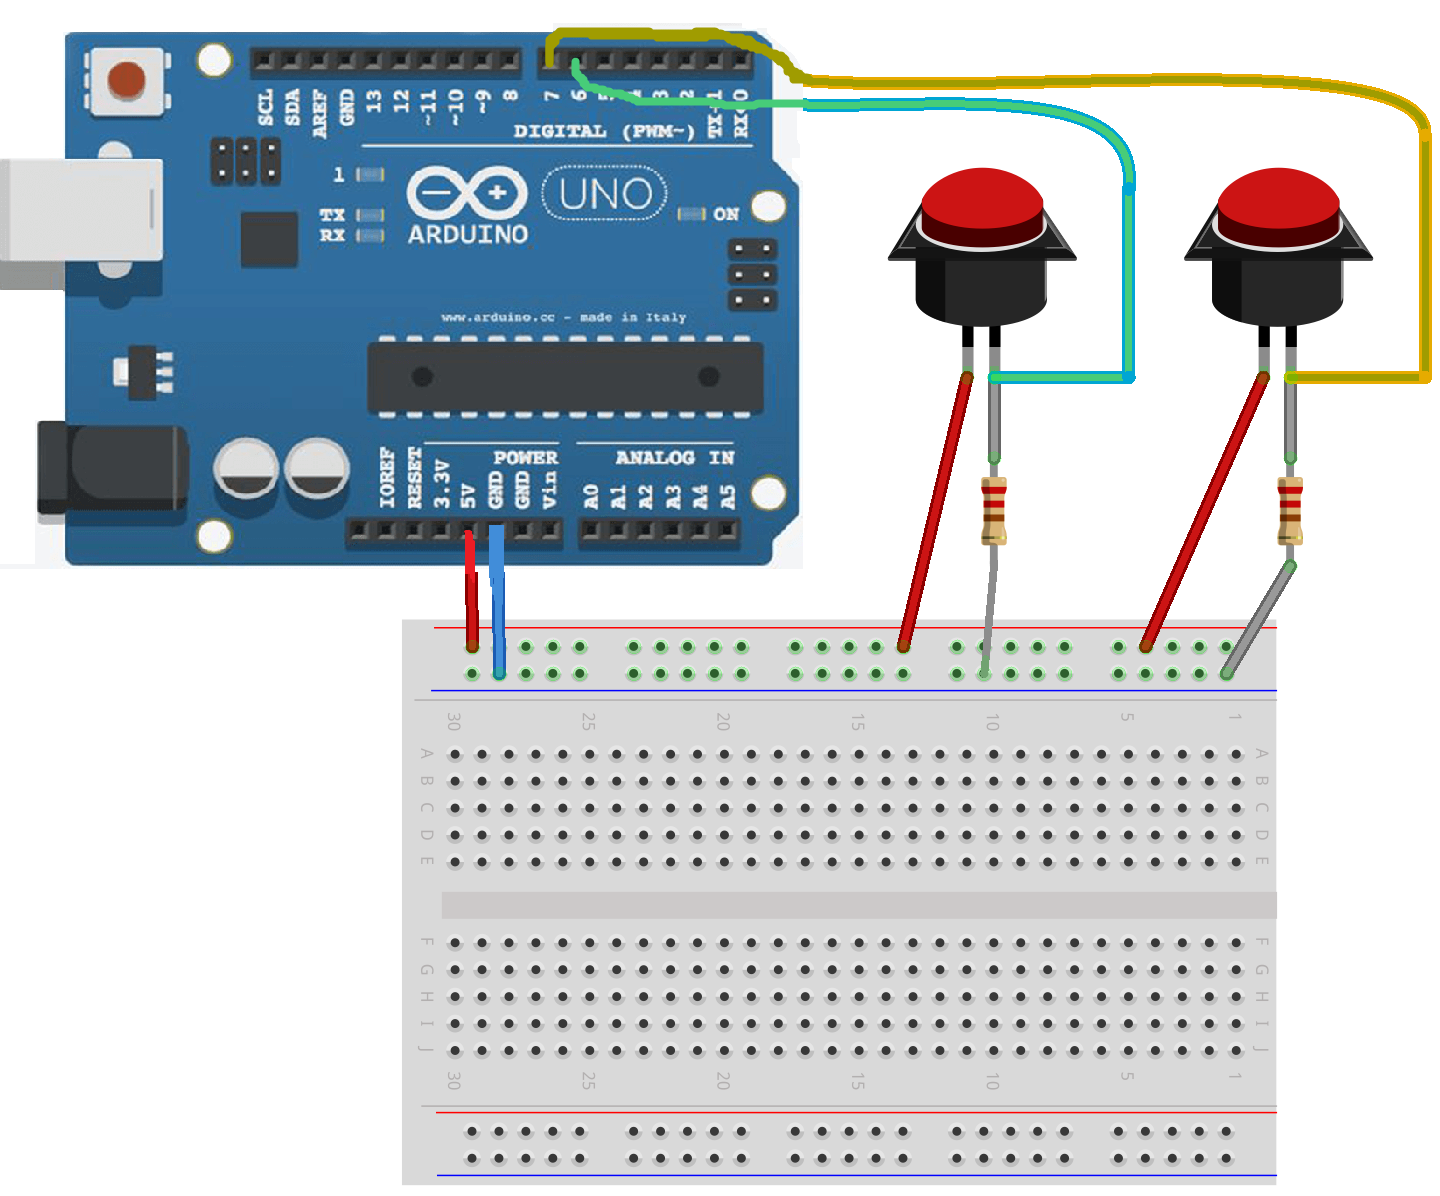 SCL SDA AREF GND 13 12 ~11 ~10 ~9 8 7 6 5 4 3 2 TX→1 RX←0
DIGITAL (PWM~)
1
UNO
TX
RX
ON
ARDUINO
www.arduino.cc - made in Italy
POWER
ANALOG IN
IOREF RESET 3.3V 5V GND GND Vin A0 A1 A2 A3 A4 A5
30 25 20 15 10 5 1
A A
B B
C C
D D
E E
F F
G G
H H
I I
J J
30 25 20 15 10 5 1